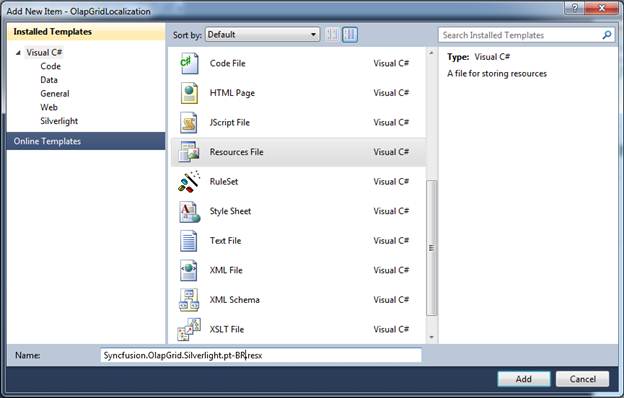 Add New Item - OlapGridLocalization
Installed Templates
Visual C#
Code
Data
General
Web
Silverlight
Online Templates
Sort by: Default
Code File Visual C#
HTML Page Visual C#
JScript File Visual C#
Resources File Visual C#
RuleSet Visual C#
Style Sheet Visual C#
Text File Visual C#
XML File Visual C#
XML Schema Visual C#
XSLT File Visual C#
Search Installed Templates
Type: Visual C#
A file for storing resources
Name: Syncfusion.OlapGrid.Silverlight.pt-BR.resx
Add Cancel